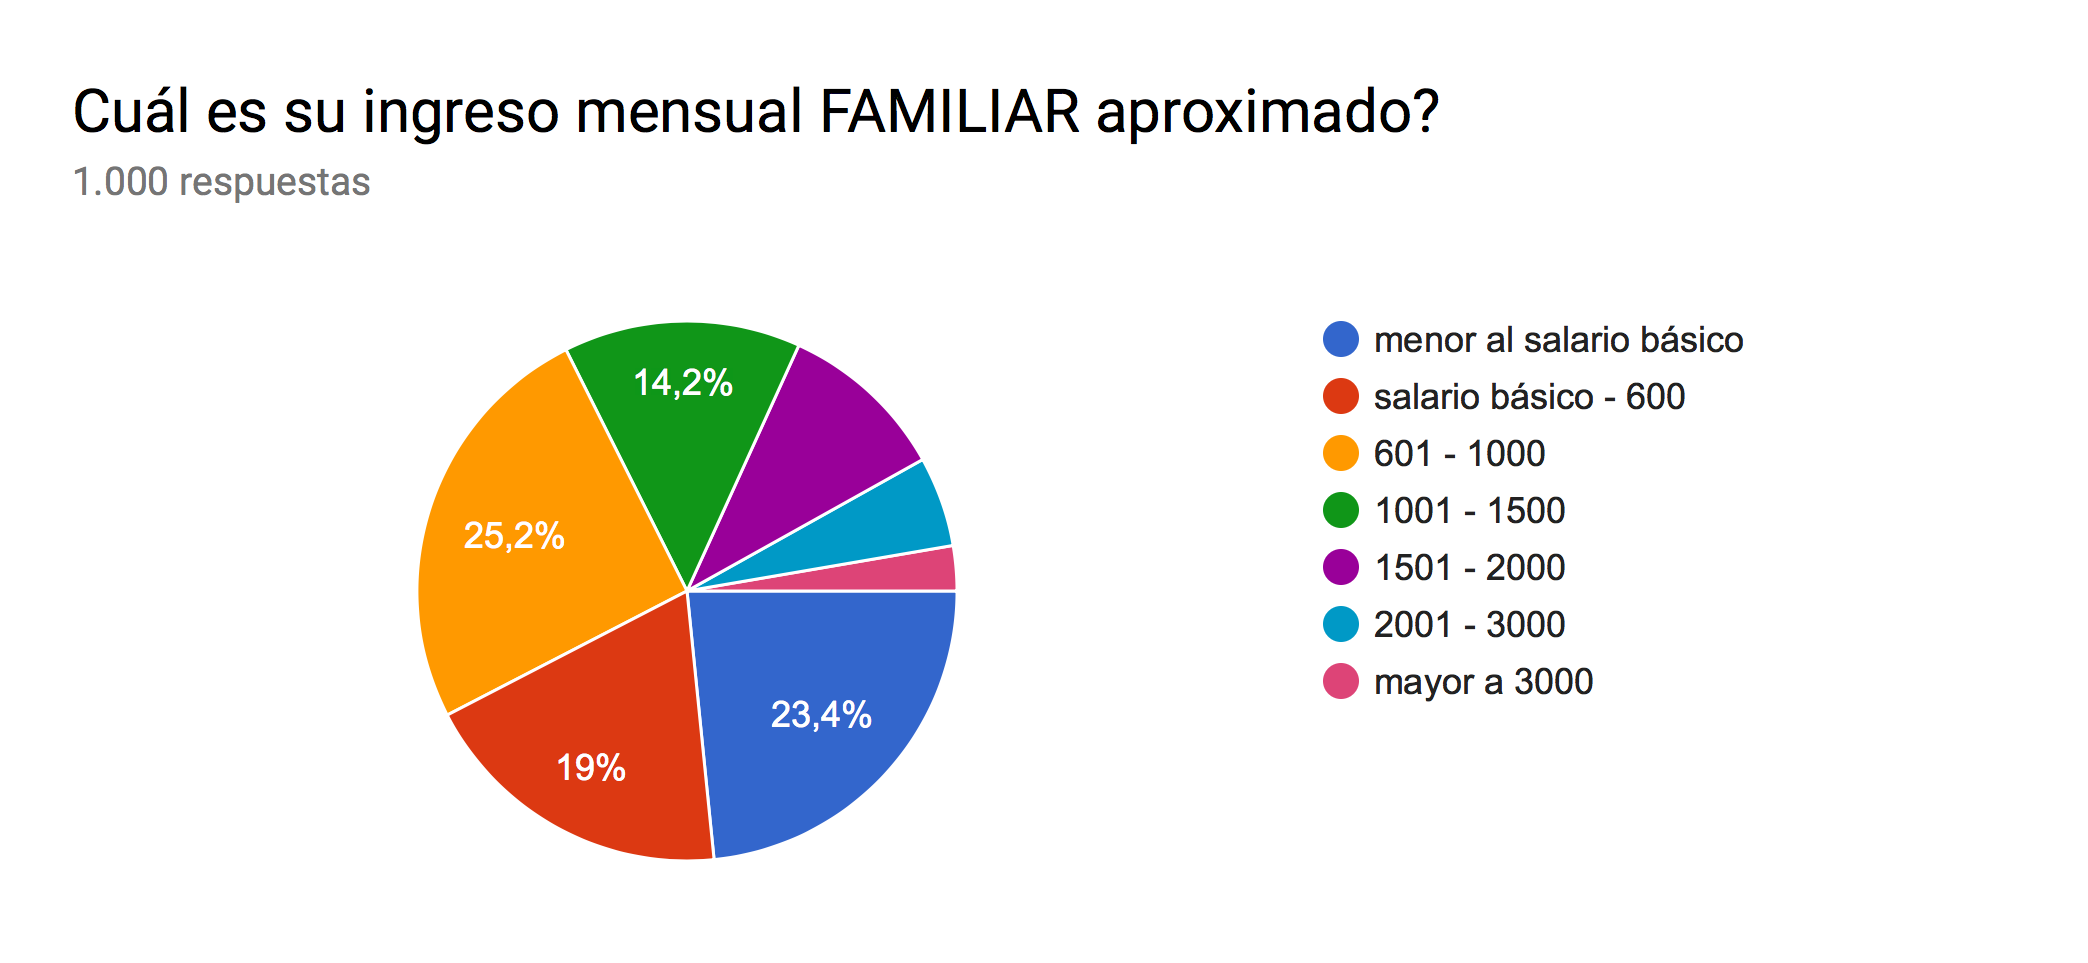 Cuál es su ingreso mensual FAMILIAR aproximado?
1.000 respuestas
14,2%
25,2%
23,4%
19%
menor al salario básico
salario básico - 600
601 - 1000
1001 - 1500
1501 - 2000
2001 - 3000
mayor a 3000